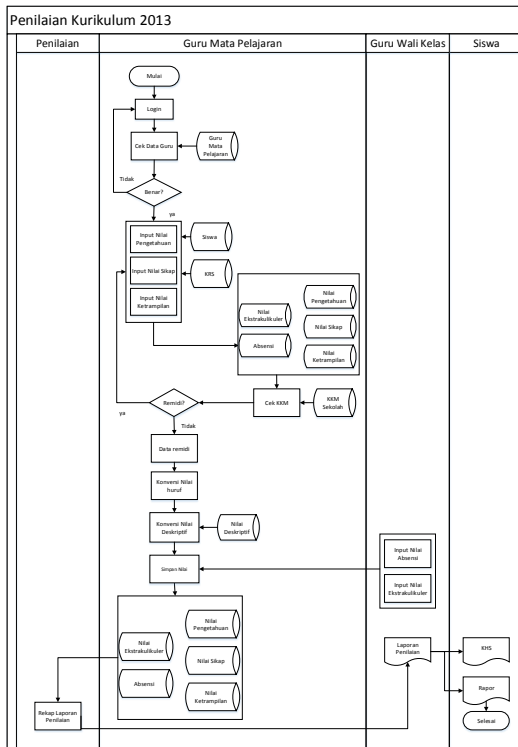 Penilaian Kurikulum 2013
Penilaian
Guru Mata Pelajaran
Guru Wali Kelas
Siswa
Mulai
Login
Cek Data Guru
Guru
Mata
Pelajaran
Tidak
Benar?
ya
Input Nilai
Pengetahuan
Siswa
Input Nilai Sikap
KRS
Input Nilai
Ketrampilan
Nilai
Pengetahuan
Nilai
Ekstrakulikuler
Nilai Sikap
Absensi
Nilai
Ketrampilan
Remidi?
Cek KKM
KKM
Sekolah
ya
Tidak
Data remidi
Konversi Nilai
huruf
Konversi Nilai
Deskriptif
Nilai
Deskriptif
Simpan Nilai
Input Nilai
Absensi
Input Nilai
Ekstrakulikuler
Nilai
Pengetahuan
Nilai
Ekstrakulikuler
Nilai Sikap
Absensi
Nilai
Ketrampilan
Laporan
Penilaian
KHS
Rapor
Rekap Laporan
Penilaian
Selesai